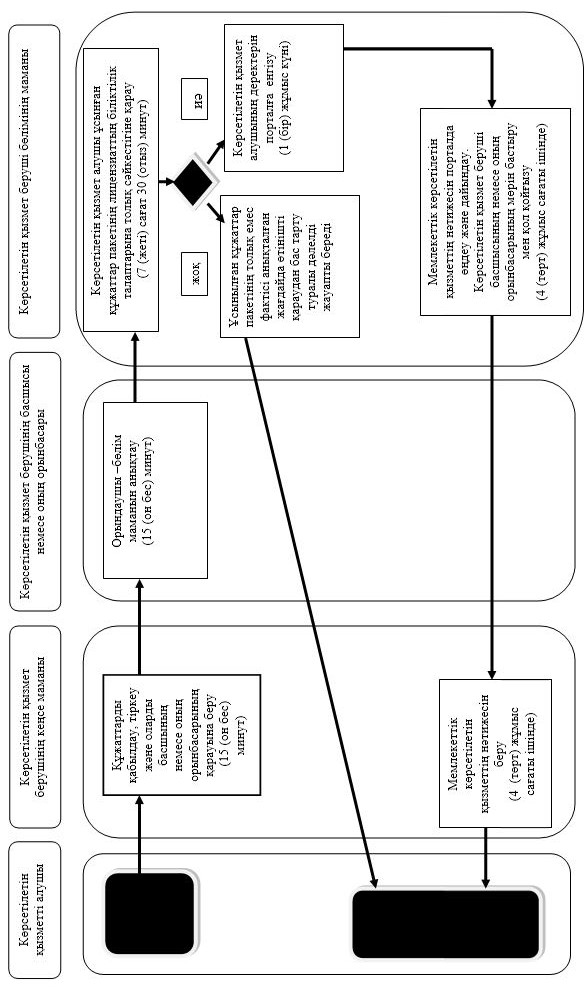 Көрсетілетін
қызметті алушы
Көрсетілетін қызмет
берушінің кеңсе маманы
Көрсетілетін қызмет берушінің басшысы
немесе оның орынбасары
Көрсетілетін қызмет беруші бөлімінің маманы
Құжаттарды
қабылдау, тіркеу
және оларды
басшының
немесе оның
орынбасарының
қарауына беру
(15 (он бес)
минут)
Орындаушы –бөлім
маманын анықтау
(15 (он бес) минут)
Көрсетілетін қызмет алушы ұсынған
құжаттар пакетінің лицензиаттың біліктілік
талаптарына толық сәйкестігіне қарау
(7 (жеті) сағат 30 (отыз) минут)
жоқ
иә
Ұсынылған құжаттар
пакетінің толық емес
фактісі анықталған
жағдайда өтінішті
қараудан бас тарту
туралы дәлелді
жауапты береді
Көрсетілетін қызмет
алушының деректерін
порталға енгізу
(1 (бір) жұмыс күні)
Мемлекеттік көрсетілетін
қызметтің нәтижесін порталда
өңдеу және дайындау.
Көрсетілетін қызмет беруші
басшысының немесе оның
орынбасарының мөрін бастыру
мен қол қойғызу
(4 (төрт) жұмыс сағаты ішінде)
Мемлекеттік
көрсетілетін
қызметтің нәтижесін
беру
(4 (төрт) жұмыс
сағаты ішінде)